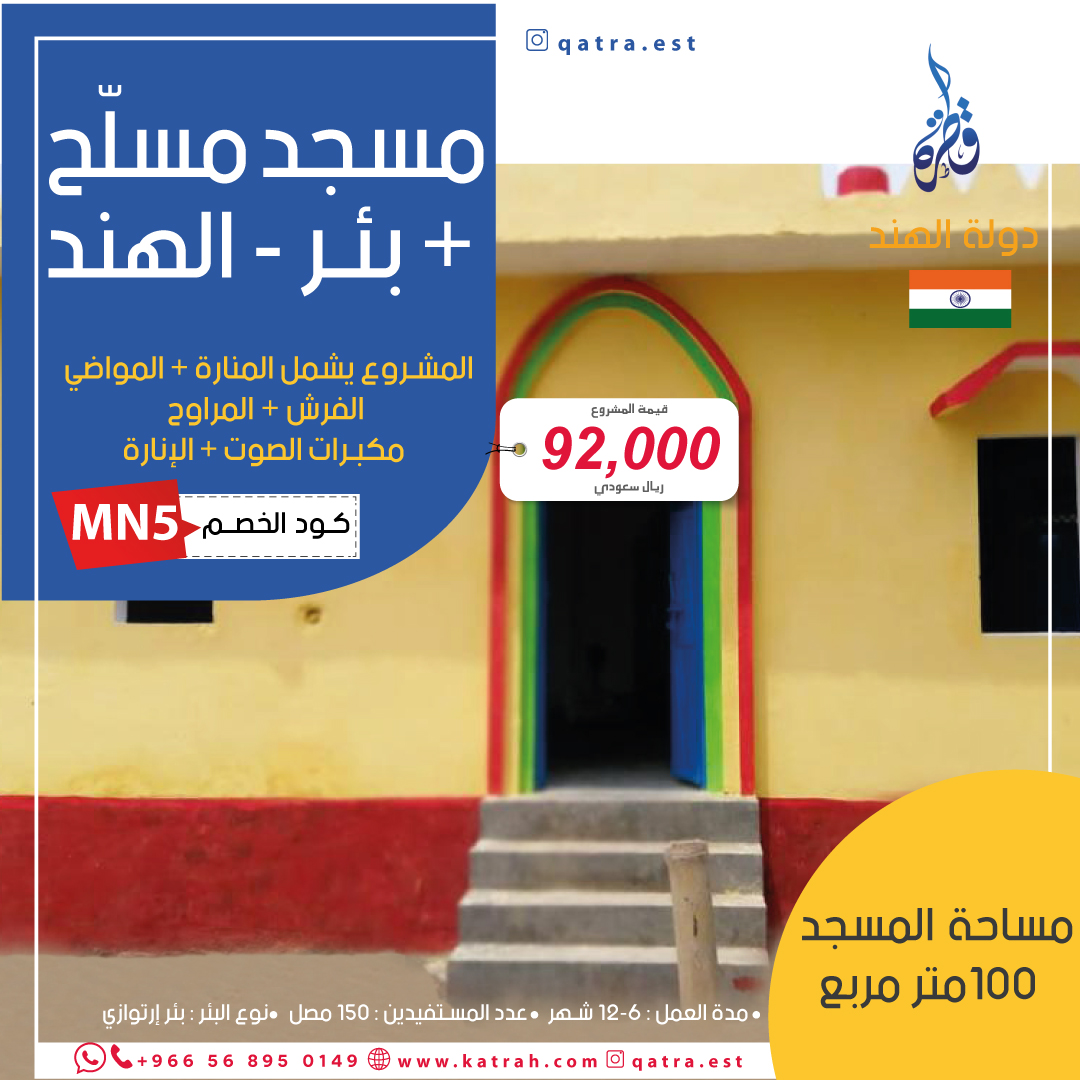 qatra.est
مسجد مسلّح
+ بئر - الهند
المشروع يشمل المنارة + المواضي
الفرش + المراوح
مكبرات الصوت + الإنارة
كود الخصم MN5
قطرة
دولة الهند
قيمة المشروع
92,000
ريال سعودي
مساحة المسجد
100متر مربع
• مدة العمل : 6-12 شهر • عدد المستفيدين : 150 مصل • نوع البئر : بئر إرتوازي
+966 56 895 0149 www.katrah.com qatra.est